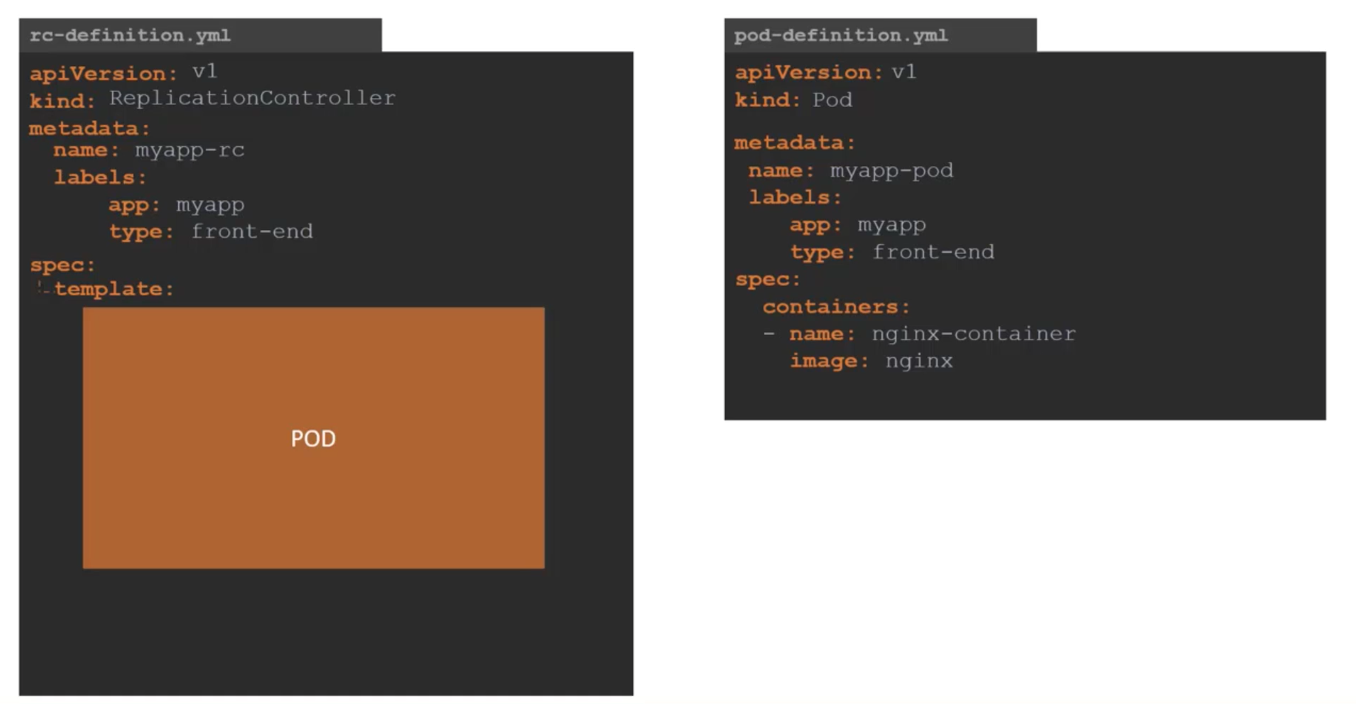 rc-definition.yml
apiVersion: v1
kind: ReplicationController
metadata:
  name: myapp-rc
  labels:
      app: myapp
      type: front-end
spec:
  template:
POD
pod-definition.yml
apiVersion: v1
kind: Pod
metadata:
 name: myapp-pod
 labels:
    app: myapp
    type: front-end
spec:
  containers:
  - name: nginx-container
    image: nginx